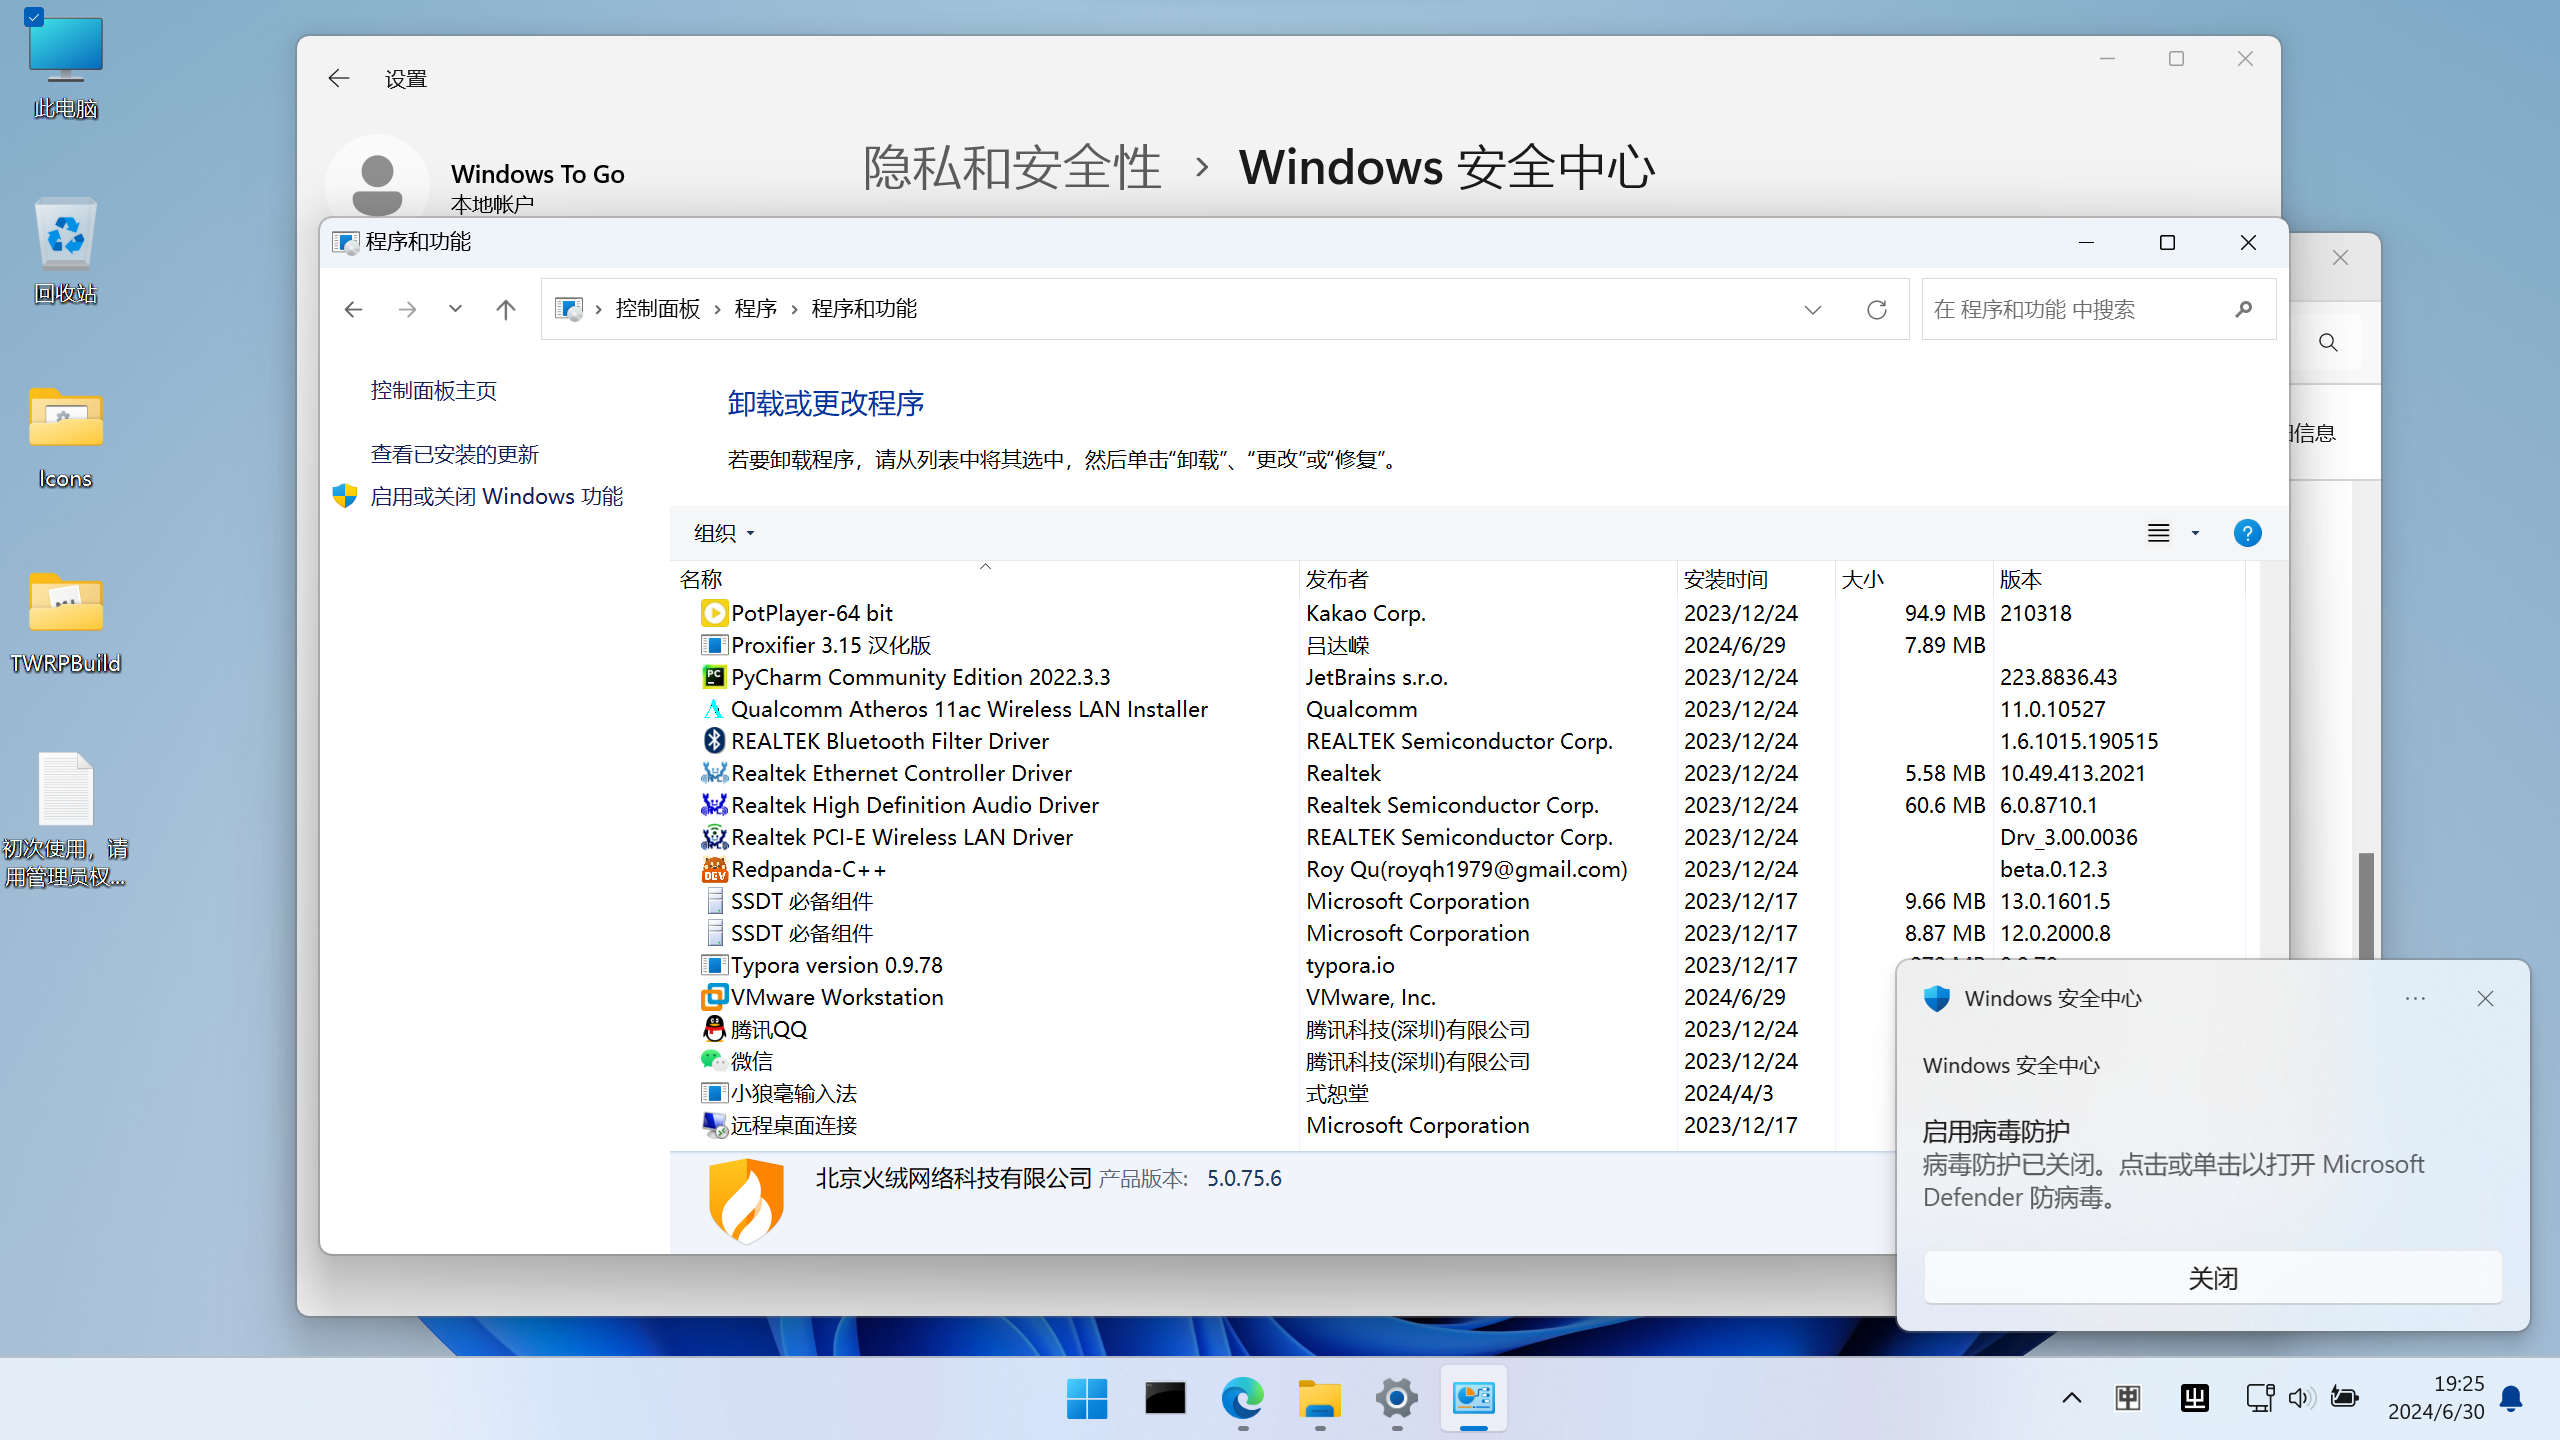 此电脑
回收站
Icons
TWRPBuild
初次使用，请
用管理员权...
设置
Windows To Go
本地帐户
隐私和安全性 › Windows 安全中心
程序和功能
控制面板 › 程序 › 程序和功能
在 程序和功能 中搜索
控制面板主页
查看已安装的更新
启用或关闭 Windows 功能
卸载或更改程序
若要卸载程序，请从列表中将其选中，然后单击“卸载”、“更改”或“修复”。
信息
组织
名称 发布者 安装时间 大小 版本
PotPlayer-64 bit Kakao Corp. 2023/12/24 94.9 MB 210318
Proxifier 3.15 汉化版 吕达嵘 2024/6/29 7.89 MB
PyCharm Community Edition 2022.3.3 JetBrains s.r.o. 2023/12/24 223.8836.43
Qualcomm Atheros 11ac Wireless LAN Installer Qualcomm 2023/12/24 11.0.10527
REALTEK Bluetooth Filter Driver REALTEK Semiconductor Corp. 2023/12/24 1.6.1015.190515
Realtek Ethernet Controller Driver Realtek 2023/12/24 5.58 MB 10.49.413.2021
Realtek High Definition Audio Driver Realtek Semiconductor Corp. 2023/12/24 60.6 MB 6.0.8710.1
Realtek PCI-E Wireless LAN Driver REALTEK Semiconductor Corp. 2023/12/24 Drv_3.00.0036
Redpanda-C++ Roy Qu(royqh1979@gmail.com) 2023/12/24 beta.0.12.3
SSDT 必备组件 Microsoft Corporation 2023/12/17 9.66 MB 13.0.1601.5
SSDT 必备组件 Microsoft Corporation 2023/12/17 8.87 MB 12.0.2000.8
Typora version 0.9.78 typora.io 2023/12/17
VMware Workstation VMware, Inc. 2024/6/29
腾讯QQ 腾讯科技(深圳)有限公司 2023/12/24
微信 腾讯科技(深圳)有限公司 2023/12/24
小狼毫输入法 式恕堂 2024/4/3
远程桌面连接 Microsoft Corporation 2023/12/17
北京火绒网络科技有限公司 产品版本: 5.0.75.6
Windows 安全中心
Windows 安全中心
启用病毒防护
病毒防护已关闭。点击或单击以打开 Microsoft
Defender 防病毒。
关闭
19:25
2024/6/30